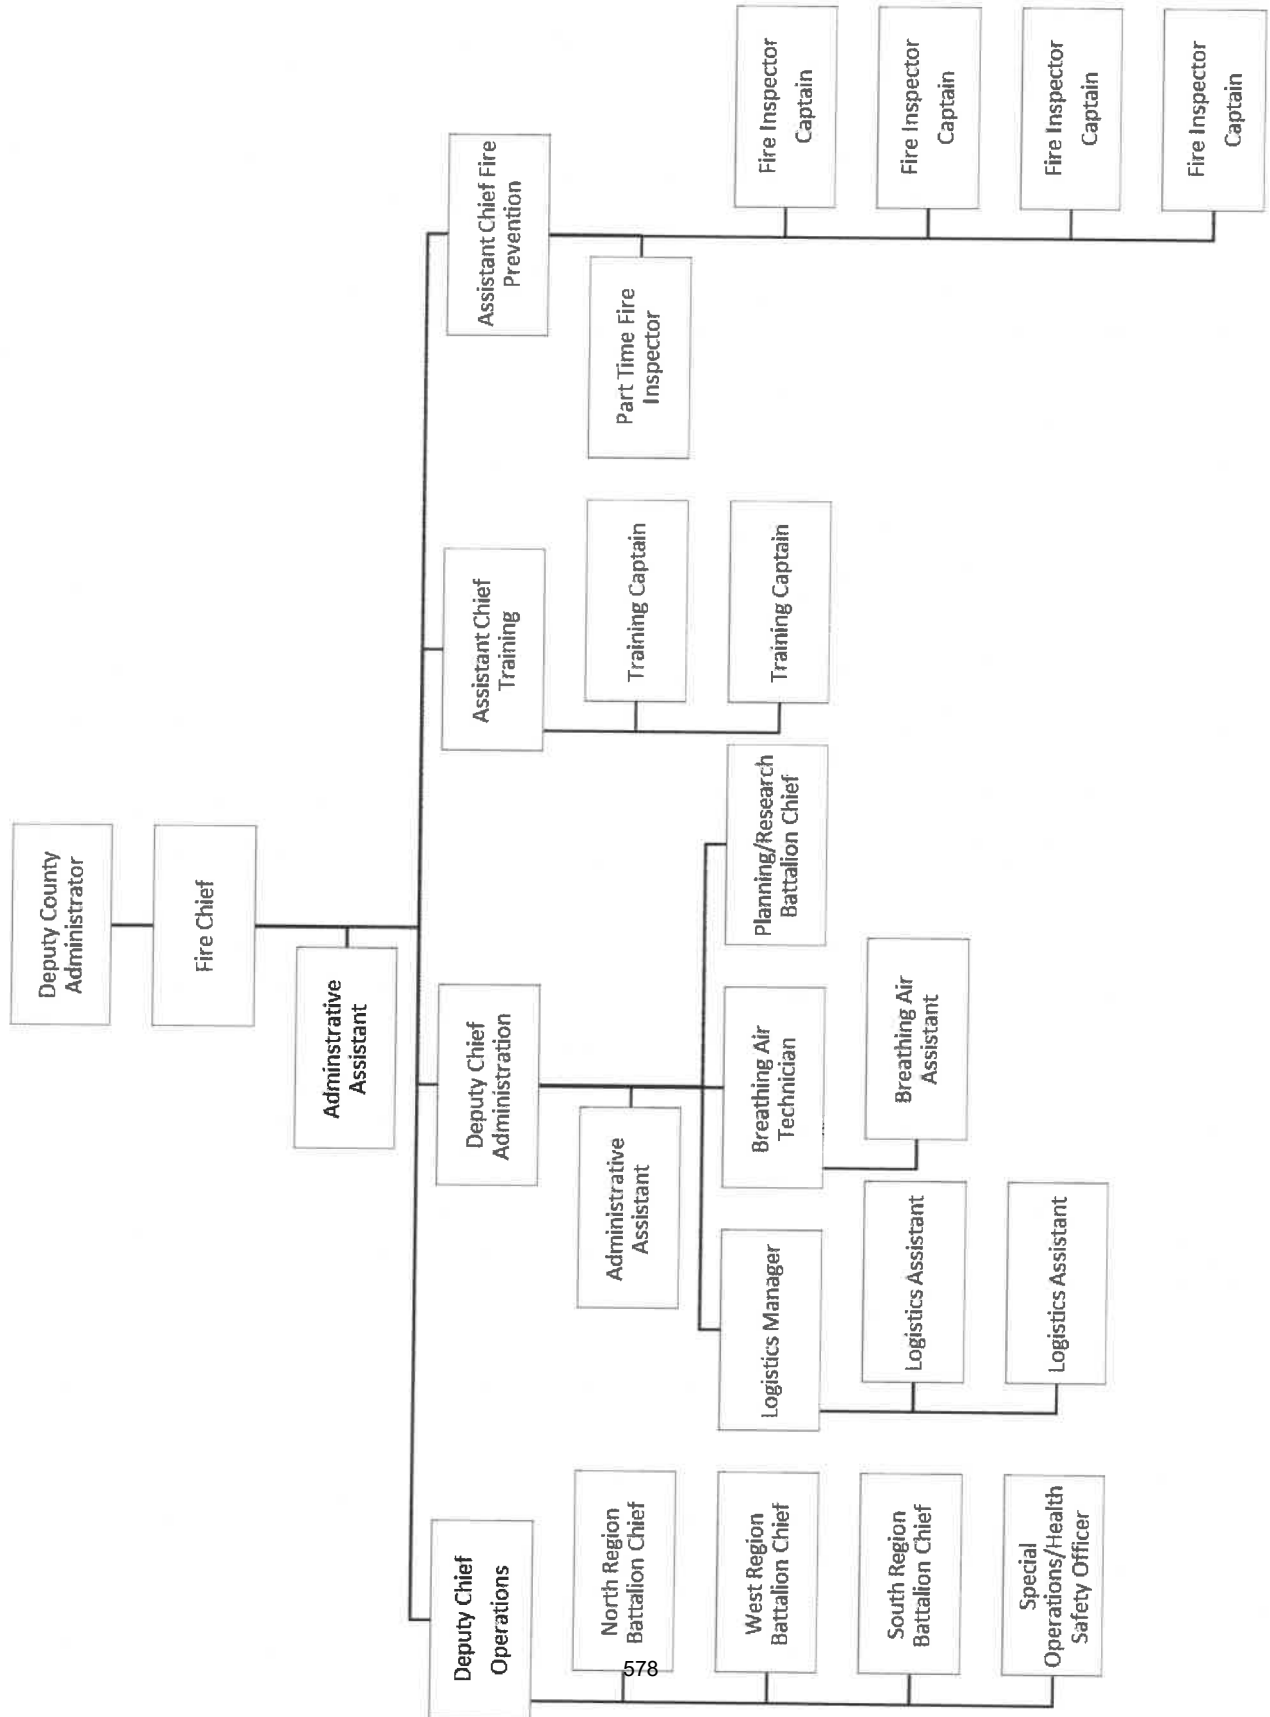 Deputy County
Administrator
Fire Chief
Adminstrative
Assistant
Deputy Chief
Operations
North Region
Battalion Chief
West Region
Battalion Chief
South Region
Battalion Chief
Special
Operations/Health
Safety Officer
Deputy Chief
Administration
Administrative
Assistant
Logistics Manager
Logistics Assistant
Logistics Assistant
Breathing Air
Technician
Breathing Air
Assistant
Planning/Research
Battalion Chief
Assistant Chief
Training
Training Captain
Training Captain
Assistant Chief Fire
Prevention
Part Time Fire
Inspector
Fire Inspector
Captain
Fire Inspector
Captain
Fire Inspector
Captain
Fire Inspector
Captain
578